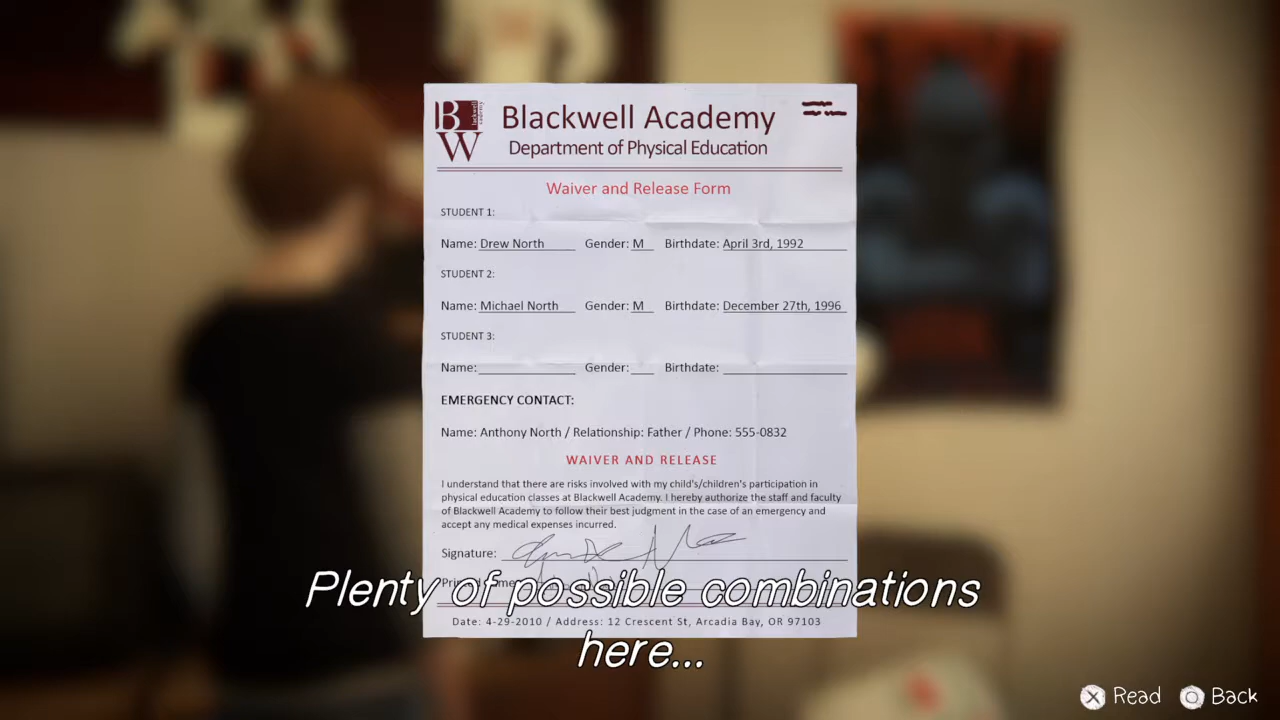 BW Blackwell Academy
Blackwell Academy
Department of Physical Education
Waiver and Release Form
STUDENT 1:
Name: Drew North Gender: M Birthdate: April 3rd, 1992
STUDENT 2:
Name: Michael North Gender: M Birthdate: December 27th, 1996
STUDENT 3:
Name: Gender: Birthdate:
EMERGENCY CONTACT:
Name: Anthony North / Relationship: Father / Phone: 555-0832
WAIVER AND RELEASE
I understand that there are risks involved with my child's/children's participation in
physical education classes at Blackwell Academy. I hereby authorize the staff and faculty
of Blackwell Academy to follow their best judgment in the case of an emergency and
accept any medical expenses incurred.
Signature:
Plenty of possible combinations
Date: 4-29-2010 / Address: 12 Crescent St, Arcadia Bay, OR 97103
here...
Read Back